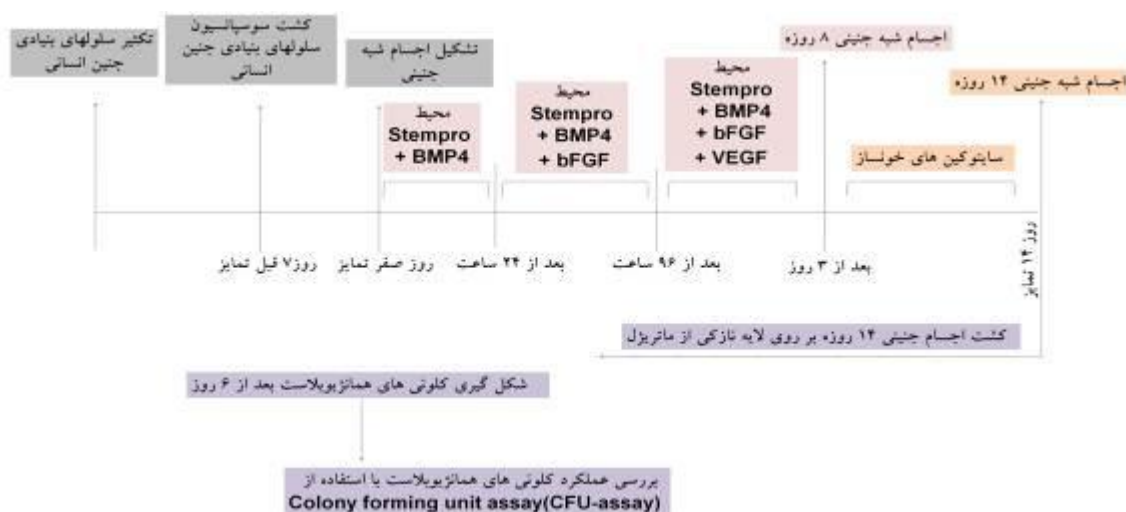 تکثیر سلولهای بنیادی
جنین انسانی
کشت سوسپانسیون
سلولهای بنیادی جنین
انسانی
تشکیل اجسام شبه
جنینی
محیط
Stempro
+ BMP4
محیط
Stempro
+ BMP4
+ bFGF
محیط
Stempro
+ BMP4
+ bFGF
+ VEGF
اجسام شبه جنینی ۸ روزه
اجسام شبه جنینی ۱۴ روزه
سایتوکین های خونساز
روز۷ قبل تمایز
روز صفر تمایز
بعد از ۲۴ ساعت
بعد از ۹۶ ساعت
بعد از ۳ روز
روز ۱۴ تمایز
کشت اجسام جنینی ۱۴ روزه بر روی لایه نازکی از ماتریژل
شکل گیری کلونی های همانژیوبلاست بعد از ۶ روز
بررسی عملکرد کلونی های همانژیوبلاست با استفاده از
Colony forming unit assay(CFU-assay)